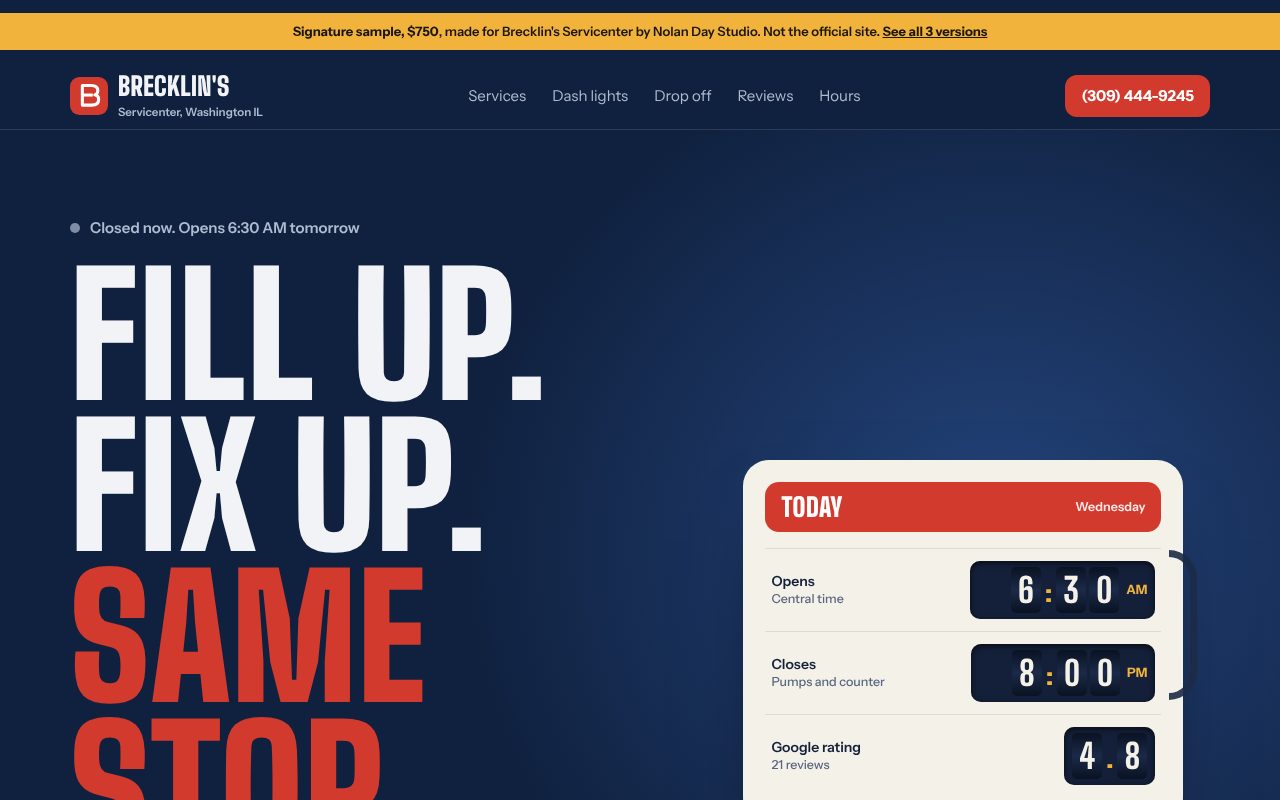 Signature sample, $750, made for Brecklin's Servicenter by Nolan Day Studio. Not the official site. See all 3 versions
B
BRECKLIN'S
Servicenter, Washington IL
Services
Dash lights
Drop off
Reviews
Hours
(309) 444-9245
Closed now. Opens 6:30 AM tomorrow
FILL UP.
FIX UP.
SAME
STOP
TODAY
Wednesday
Opens
Central time
6:30 AM
Closes
Pumps and counter
8:00 PM
Google rating
21 reviews
4.8